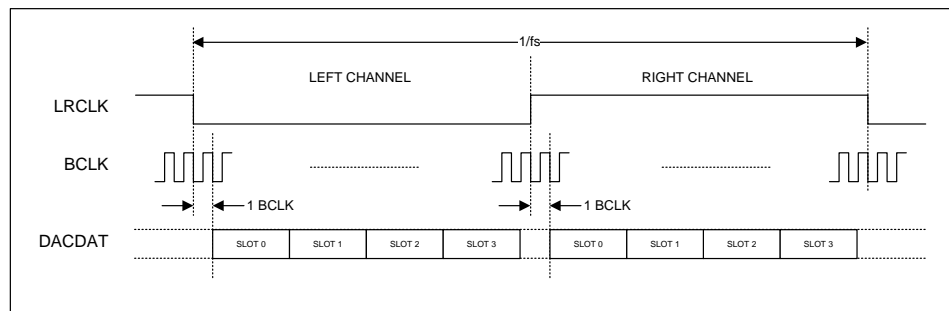 1/fs
LEFT CHANNEL RIGHT CHANNEL
LRCLK
BCLK
1 BCLK 1 BCLK
DACDAT
SLOT 0 SLOT 1 SLOT 2 SLOT 3 SLOT 0 SLOT 1 SLOT 2 SLOT 3